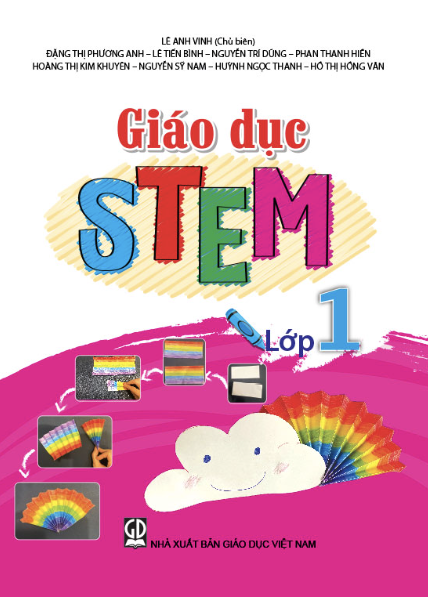 LÊ ANH VINH (Chủ biên)
ĐẶNG THỊ PHƯƠNG ANH – LÊ TIẾN BÌNH – NGUYỄN TRÍ DŨNG – PHAN THANH HIỀN
HOÀNG THỊ KIM KHUYÊN – NGUYỄN SỸ NAM – HUỲNH NGỌC THANH – HỒ THỊ HỒNG VÂN
Giáo dục
STEM
Lớp 1
GD
NHÀ XUẤT BẢN GIÁO DỤC VIỆT NAM